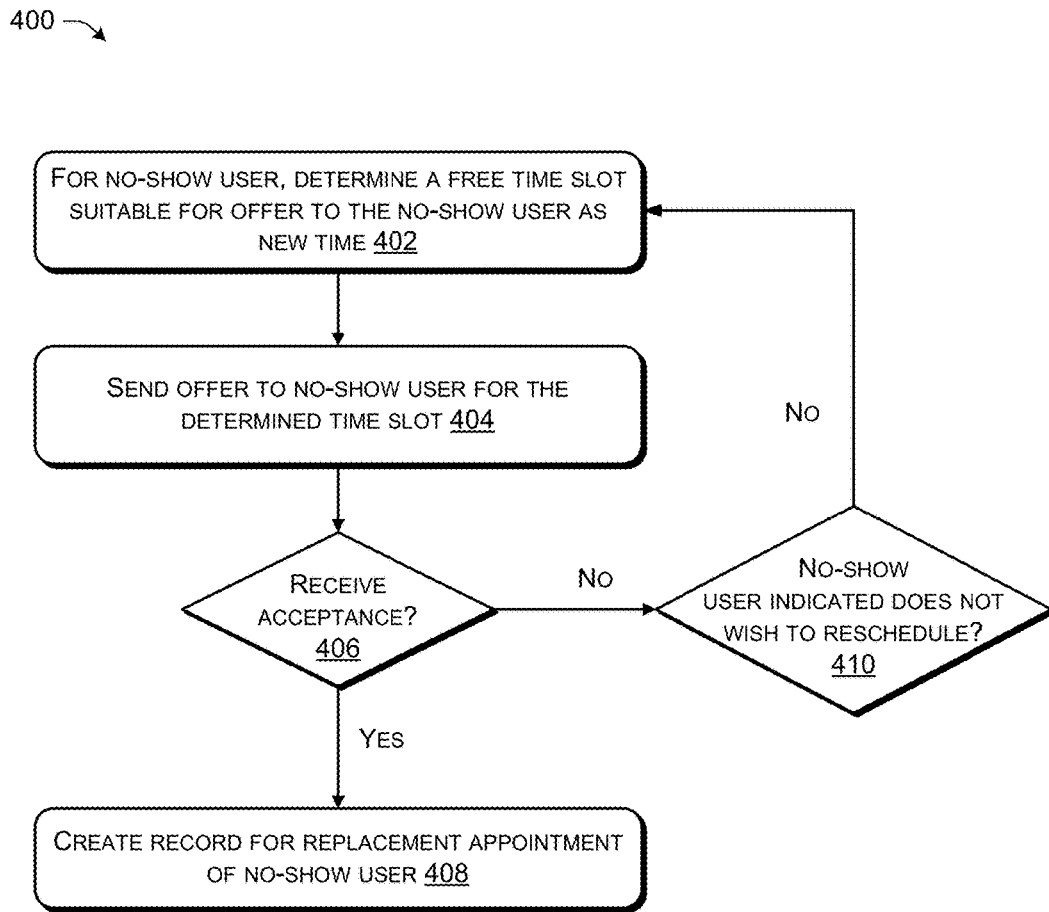 400
FOR NO-SHOW USER, DETERMINE A FREE TIME SLOT
SUITABLE FOR OFFER TO THE NO-SHOW USER AS
NEW TIME 402
SEND OFFER TO NO-SHOW USER FOR THE
DETERMINED TIME SLOT 404
NO
RECEIVE
ACCEPTANCE?
406
NO
NO-SHOW
USER INDICATED DOES NOT
WISH TO RESCHEDULE?
410
YES
CREATE RECORD FOR REPLACEMENT APPOINTMENT
OF NO-SHOW USER 408